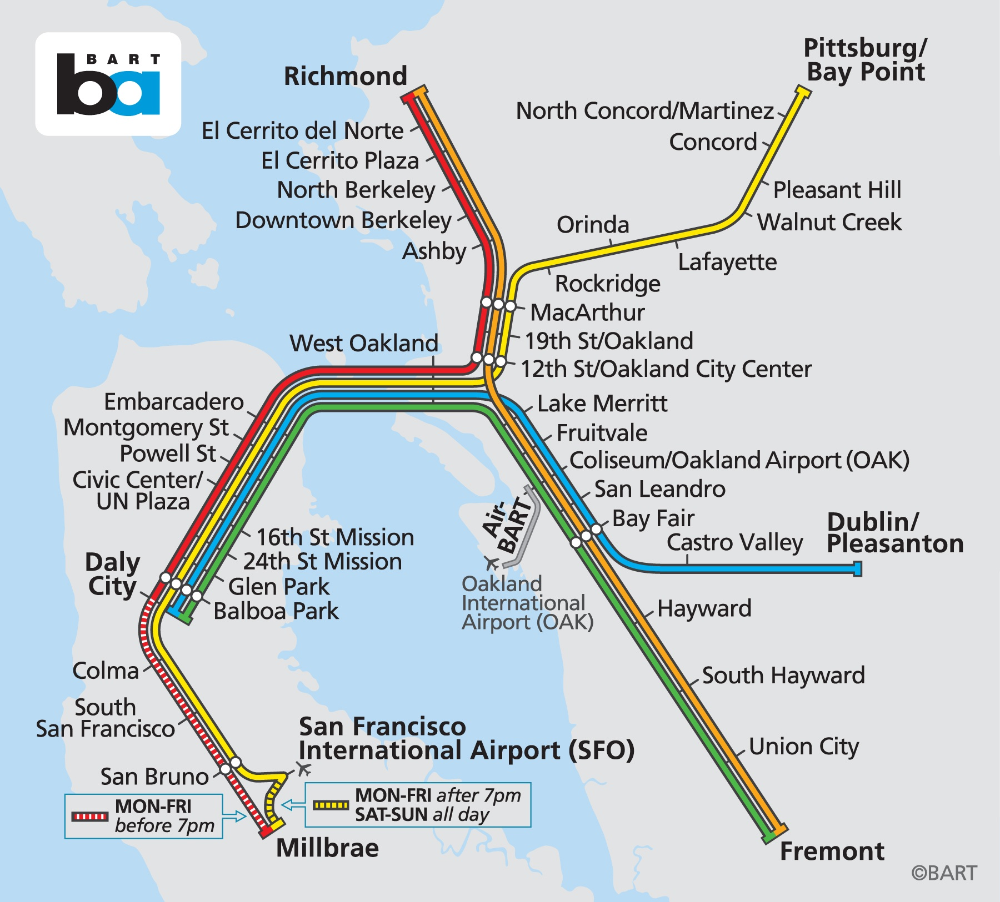 BART
ba
Richmond
El Cerrito del Norte
El Cerrito Plaza
North Berkeley
Downtown Berkeley
Ashby
Pittsburg/
Bay Point
North Concord/Martinez
Concord
Pleasant Hill
Walnut Creek
Orinda
Lafayette
Rockridge
MacArthur
19th St/Oakland
12th St/Oakland City Center
West Oakland
Embarcadero
Montgomery St
Powell St
Civic Center/
UN Plaza
16th St Mission
24th St Mission
Glen Park
Balboa Park
Daly
City
Lake Merritt
Fruitvale
Coliseum/Oakland Airport (OAK)
San Leandro
Bay Fair
Castro Valley
Dublin/
Pleasanton
Air-
BART
Oakland
International
Airport (OAK)
Hayward
South Hayward
Union City
Fremont
Colma
South
San Francisco
San Bruno
San Francisco
International Airport (SFO)
MON-FRI
before 7pm
MON-FRI after 7pm
SAT-SUN all day
Millbrae
©BART